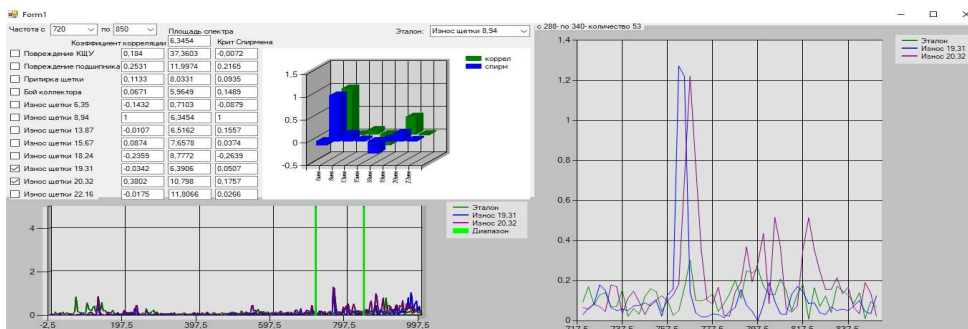 Form1
Частота с 720 по 850 Площадь спектра Эталон: Износ щетки 8,94
Коэффициент корреляции 6,3454 Крит Спирмена
Повреждение КЩУ 0,184 37,3603 -0,0072
Повреждение подшипника 0,2531 11,9974 0,2165
Притирка щетки 0,1133 8,0331 0,0935
Бой коллектора 0,0671 5,9649 0,1489
Износ щетки 6,35 -0,1432 0,7103 -0,0879
Износ щетки 8,94 1 6,3454 1
Износ щетки 13.87 -0,0107 6,5162 0,1557
Износ щетки 15.67 0,0874 7,6578 0,0374
Износ щетки 18.24 -0,2359 8,7772 -0,2639
Износ щетки 19.31 -0,0342 6,3906 0,0507
Износ щетки 20.32 0,3802 10,798 0,1757
Износ щетки 22.16 -0,0175 11,8066 0,0266
1,5
1
0,5
0
-0.5
6мм 8мм 13мм 15мм 18мм 19мм 20мм 22мм
коррел
спирм
4
2
0
-2.5 197.5 397.5 597.5 797.5 997.5
Эталон
Износ 19,31
Износ 20,32
Диапазон
с 288- по 340- количество 53
1,4
1,2
1
0.8
0.6
0.4
0.2
0
717.5 737.5 757.5 777.5 797.5 817.5 837.5
Эталон
Износ 19,31
Износ 20,32